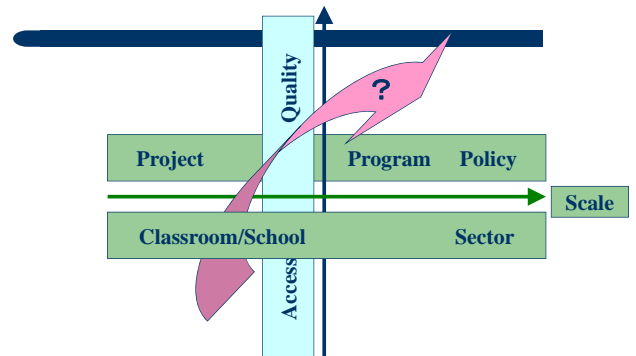 Quality
?
Project
Program
Policy
Scale
Classroom/School
Sector
Access